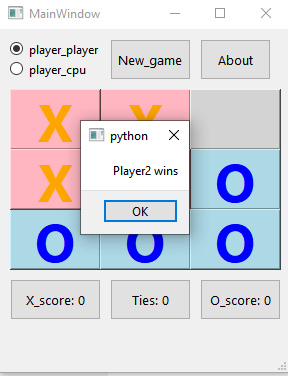 MainWindow
player_player
player_cpu
New_game
About
X X
python
Player2 wins
X O
OK
O O O
X_score: 0
Ties: 0
O_score: 0